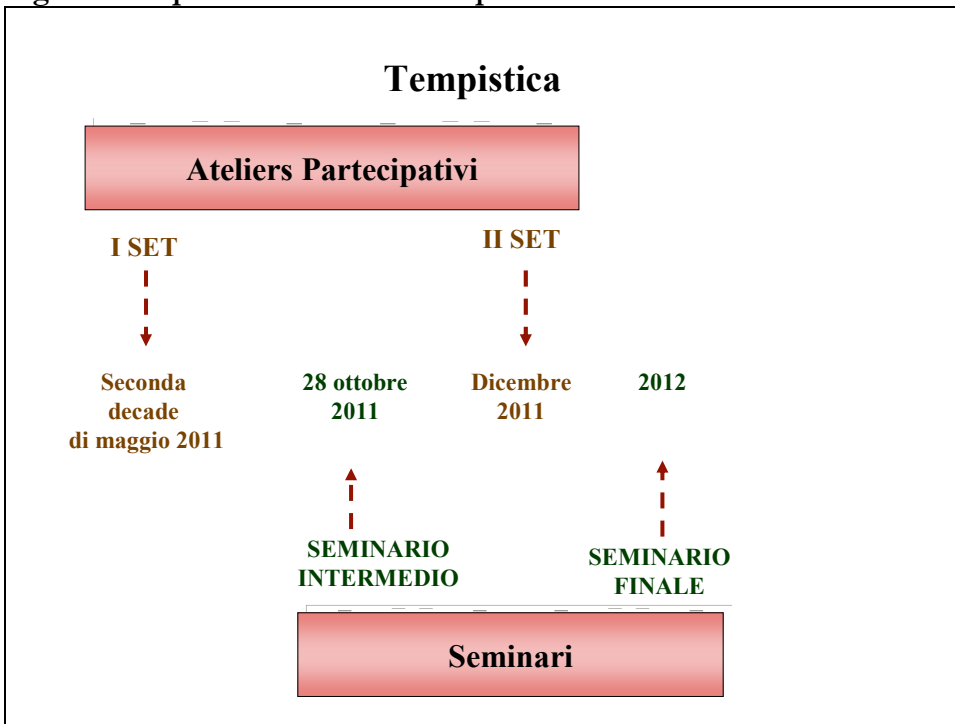 Tempistica
Ateliers Partecipativi
I SET
II SET
Seconda
decade
di maggio 2011
28 ottobre
2011
Dicembre
2011
2012
SEMINARIO
INTERMEDIO
SEMINARIO
FINALE
Seminari